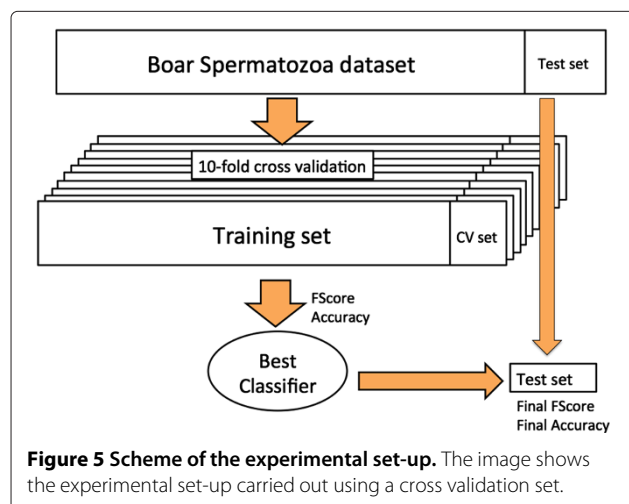 Boar Spermatozoa dataset
Test set
10-fold cross validation
Training set
CV set
FScore
Accuracy
Best
Classifier
Test set
Final FScore
Final Accuracy
Figure 5 Scheme of the experimental set-up. The image shows
the experimental set-up carried out using a cross validation set.